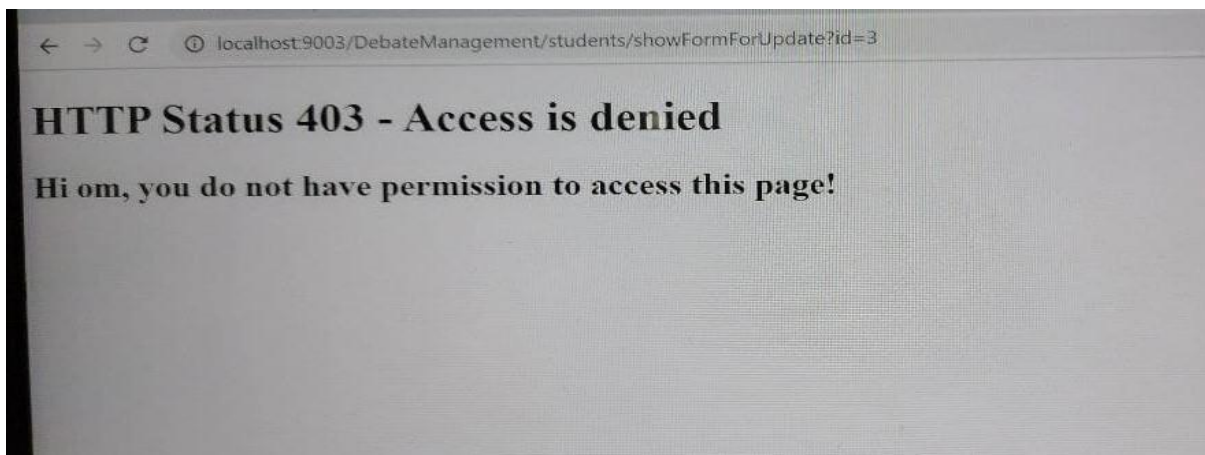 localhost:9003/DebateManagement/students/showFormForUpdate?id=3
HTTP Status 403 - Access is denied
Hi om, you do not have permission to access this page!